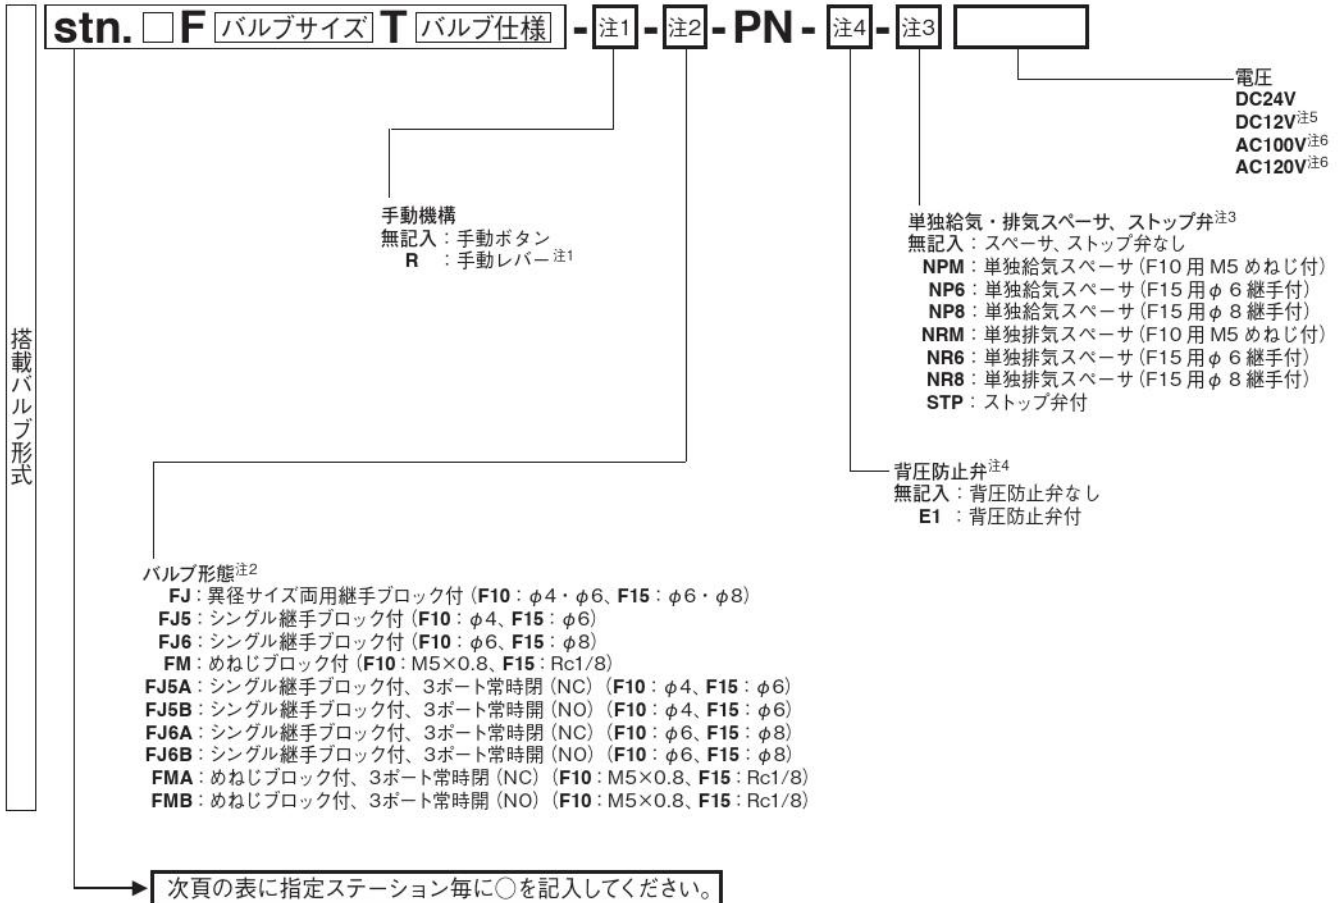 搭載バルブ形式
stn. □ F バルブサイズ T バルブ仕様 - 注1 - 注2 - PN - 注4 - 注3
電圧
DC24V
DC12V注5
AC100V注6
AC120V注6
手動機構
無記入：手動ボタン
R ：手動レバー注1
単独給気・排気スペーサ、ストップ弁注3
無記入：スペーサ、ストップ弁なし
NPM：単独給気スペーサ（F10 用 M5 めねじ付）
NP6：単独給気スペーサ（F15 用φ 6 継手付）
NP8：単独給気スペーサ（F15 用φ 8 継手付）
NRM：単独排気スペーサ（F10 用 M5 めねじ付）
NR6：単独排気スペーサ（F15 用φ 6 継手付）
NR8：単独排気スペーサ（F15 用φ 8 継手付）
STP：ストップ弁付
背圧防止弁注4
無記入：背圧防止弁なし
E1 ：背圧防止弁付
バルブ形態注2
FJ：異径サイズ両用継手ブロック付（F10：φ4・φ6、F15：φ6・φ8）
FJ5：シングル継手ブロック付（F10：φ4、F15：φ6）
FJ6：シングル継手ブロック付（F10：φ6、F15：φ8）
FM：めねじブロック付（F10：M5×0.8、F15：Rc1/8）
FJ5A：シングル継手ブロック付、3ポート常時閉（NC）（F10：φ4、F15：φ6）
FJ5B：シングル継手ブロック付、3ポート常時開（NO）（F10：φ4、F15：φ6）
FJ6A：シングル継手ブロック付、3ポート常時閉（NC）（F10：φ6、F15：φ8）
FJ6B：シングル継手ブロック付、3ポート常時開（NO）（F10：φ6、F15：φ8）
FMA：めねじブロック付、3ポート常時閉（NC）（F10：M5×0.8、F15：Rc1/8）
FMB：めねじブロック付、3ポート常時開（NO）（F10：M5×0.8、F15：Rc1/8）
次頁の表に指定ステーション毎に○を記入してください。